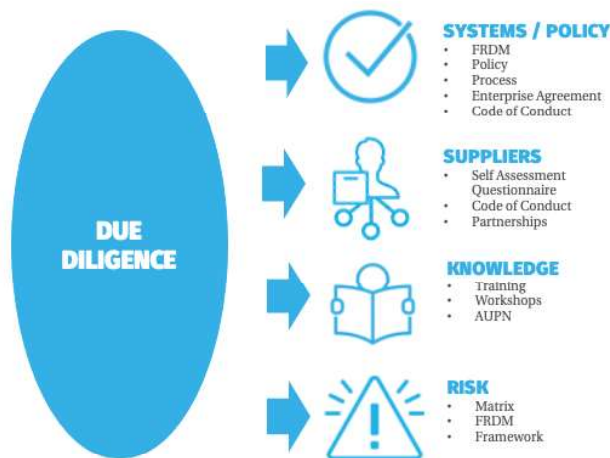 DUE
DILIGENCE
SYSTEMS / POLICY
• FRDM
• Policy
• Process
• Enterprise Agreement
• Code of Conduct
SUPPLIERS
• Self Assessment
Questionnaire
• Code of Conduct
• Partnerships
KNOWLEDGE
• Training
• Workshops
• AUPN
RISK
• Matrix
• FRDM
• Framework